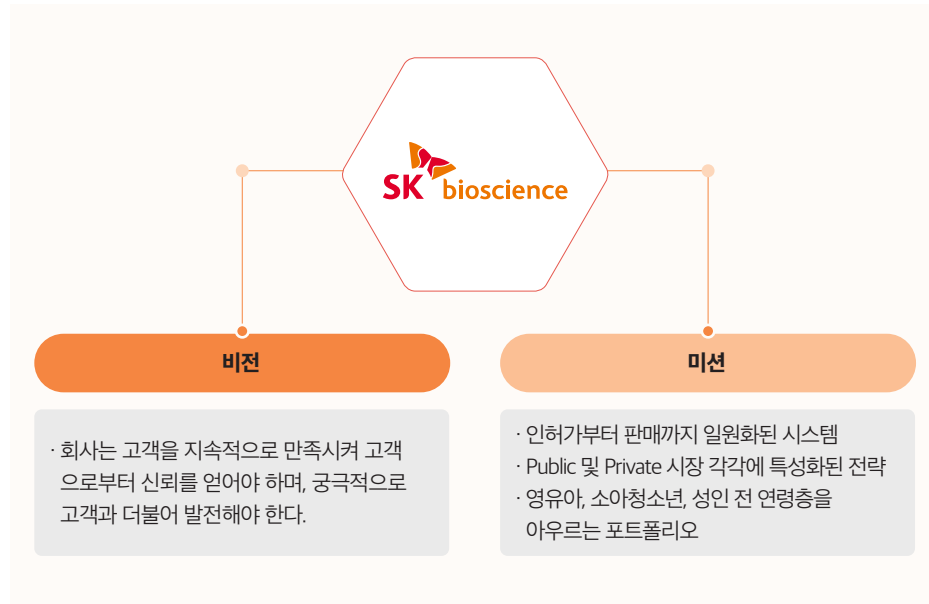 SK bioscience
비전
미션
· 회사는 고객을 지속적으로 만족시켜 고객
으로부터 신뢰를 얻어야 하며, 궁극적으로
고객과 더불어 발전해야 한다.
· 인허가부터 판매까지 일원화된 시스템
· Public 및 Private 시장 각각에 특성화된 전략
· 영유아, 소아청소년, 성인 전 연령층을
아우르는 포트폴리오